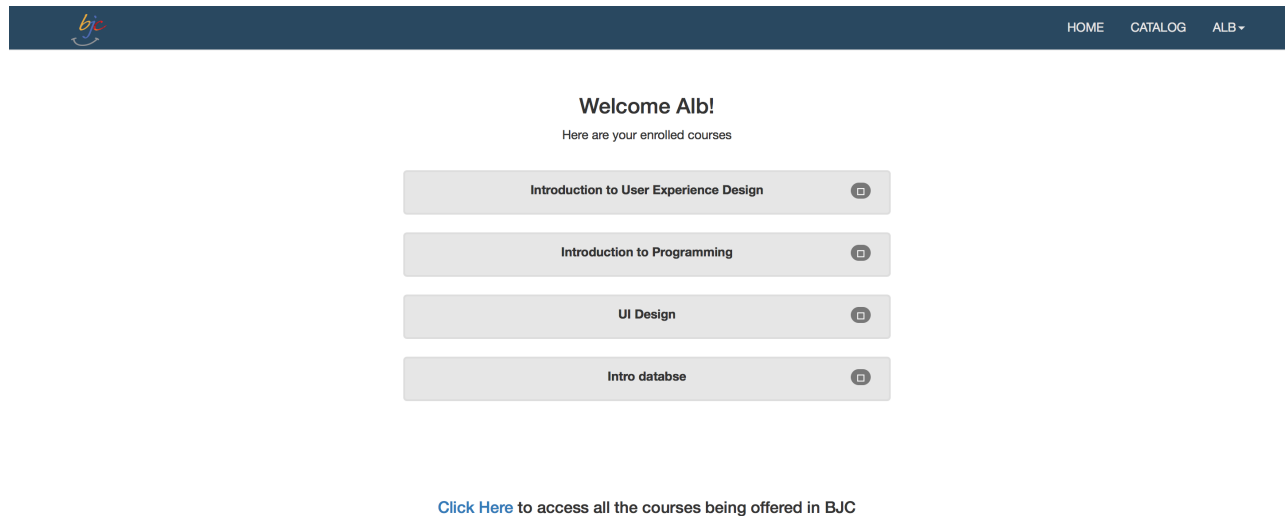 bjc
HOME CATALOG ALB
Welcome Alb!
Here are your enrolled courses
Introduction to User Experience Design
Introduction to Programming
UI Design
Intro databse
Click Here to access all the courses being offered in BJC